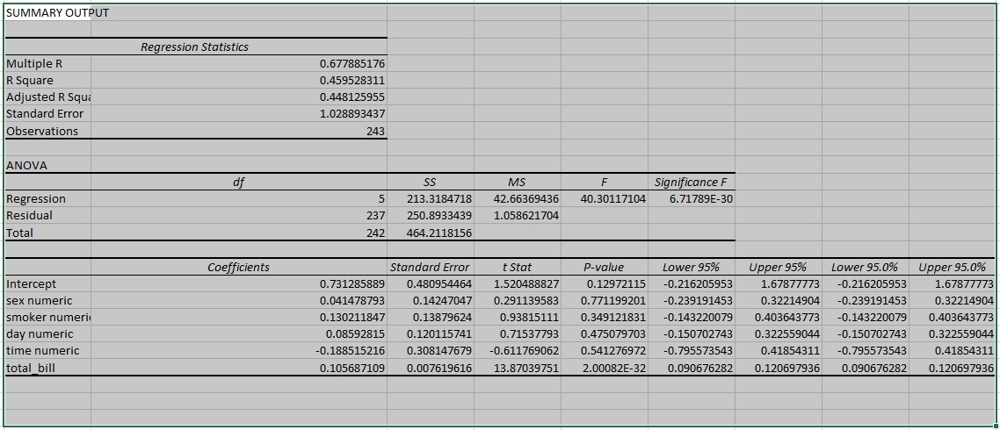 SUMMARY OUTPUT
Regression Statistics
Multiple R 0.677885176
R Square 0.459528311
Adjusted R Squa 0.448125955
Standard Error 1.028893437
Observations 243
ANOVA
df SS MS F Significance F
Regression 5 213.3184718 42.66369436 40.30117104 6.71789E-30
Residual 237 250.8933439 1.058621704
Total 242 464.2118156
Coefficients Standard Error t Stat P-value Lower 95% Upper 95% Lower 95.0% Upper 95.0%
Intercept 0.731285889 0.480954464 1.520488827 0.12972115 -0.216205953 1.67877773 -0.216205953 1.67877773
sex numeric 0.041478793 0.14247047 0.291139583 0.771199201 -0.239191453 0.32214904 -0.239191453 0.32214904
smoker numeric 0.130211847 0.13879624 0.93815111 0.349121831 -0.143220079 0.403643773 -0.143220079 0.403643773
day numeric 0.08592815 0.120115741 0.71537793 0.475079703 -0.150702743 0.322559044 -0.150702743 0.322559044
time numeric -0.188515216 0.308147679 -0.611769062 0.541276972 -0.795573543 0.41854311 -0.795573543 0.41854311
total_bill 0.105687109 0.007619616 13.87039751 2.00082E-32 0.090676282 0.120697936 0.090676282 0.120697936